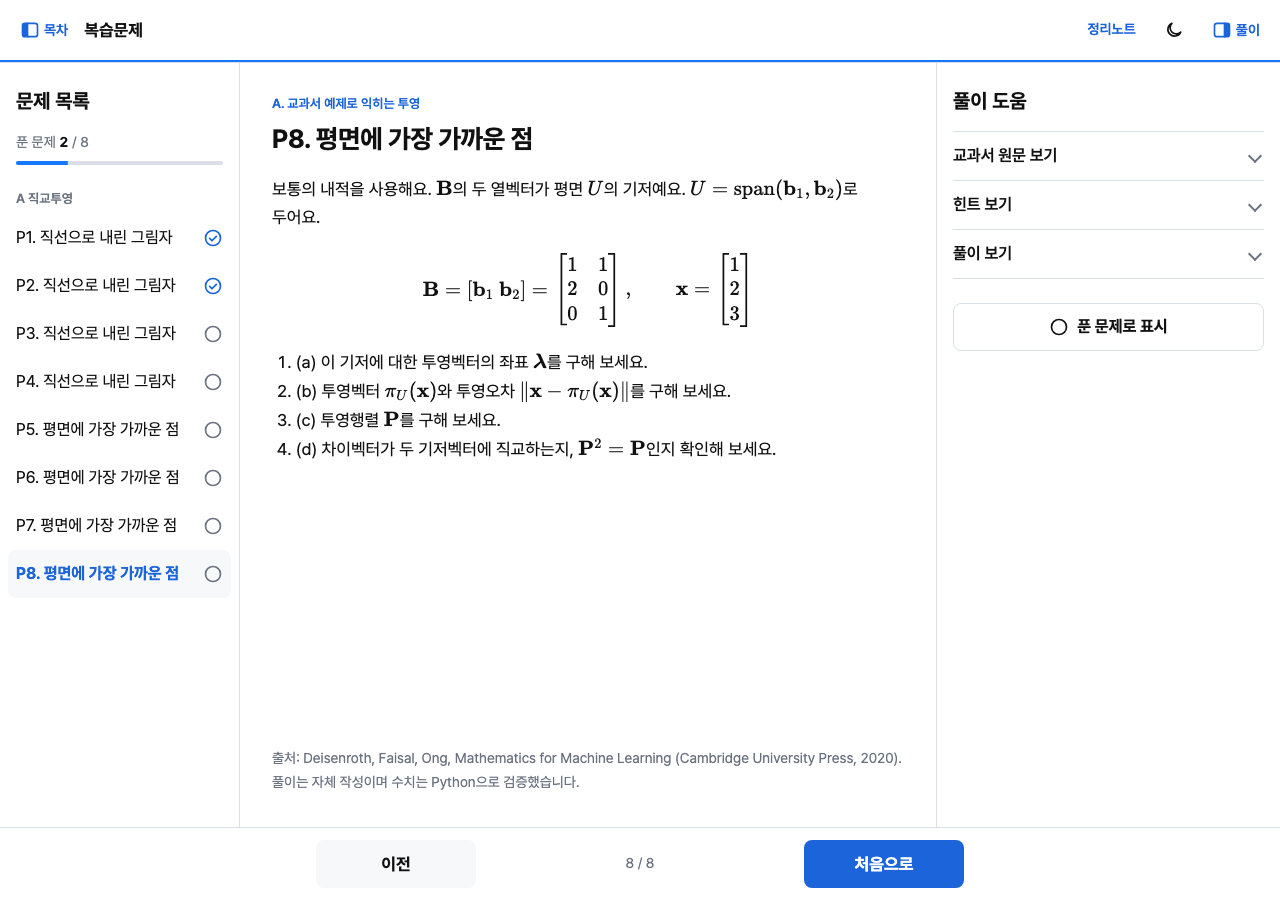 목차 복습문제 정리노트 풀이
문제 목록
푼 문제 2 / 8
A 직교투영
P1. 직선으로 내린 그림자
P2. 직선으로 내린 그림자
P3. 직선으로 내린 그림자
P4. 직선으로 내린 그림자
P5. 평면에 가장 가까운 점
P6. 평면에 가장 가까운 점
P7. 평면에 가장 가까운 점
P8. 평면에 가장 가까운 점
A. 교과서 예제로 익히는 투영
P8. 평면에 가장 가까운 점
보통의 내적을 사용해요. B의 두 열벡터가 평면 U의 기저예요. U = span(b₁, b₂)로
두어요.
B = [b₁ b₂] = [1 1; 2 0; 0 1], x = [1; 2; 3]
1. (a) 이 기저에 대한 투영벡터의 좌표 λ를 구해 보세요.
2. (b) 투영벡터 π_U(x)와 투영오차 ‖x − π_U(x)‖를 구해 보세요.
3. (c) 투영행렬 P를 구해 보세요.
4. (d) 차이벡터가 두 기저벡터에 직교하는지, P² = P인지 확인해 보세요.
출처: Deisenroth, Faisal, Ong, Mathematics for Machine Learning (Cambridge University Press, 2020).
풀이는 자체 작성이며 수치는 Python으로 검증했습니다.
풀이 도움
교과서 원문 보기
힌트 보기
풀이 보기
푼 문제로 표시
이전
8 / 8
처음으로